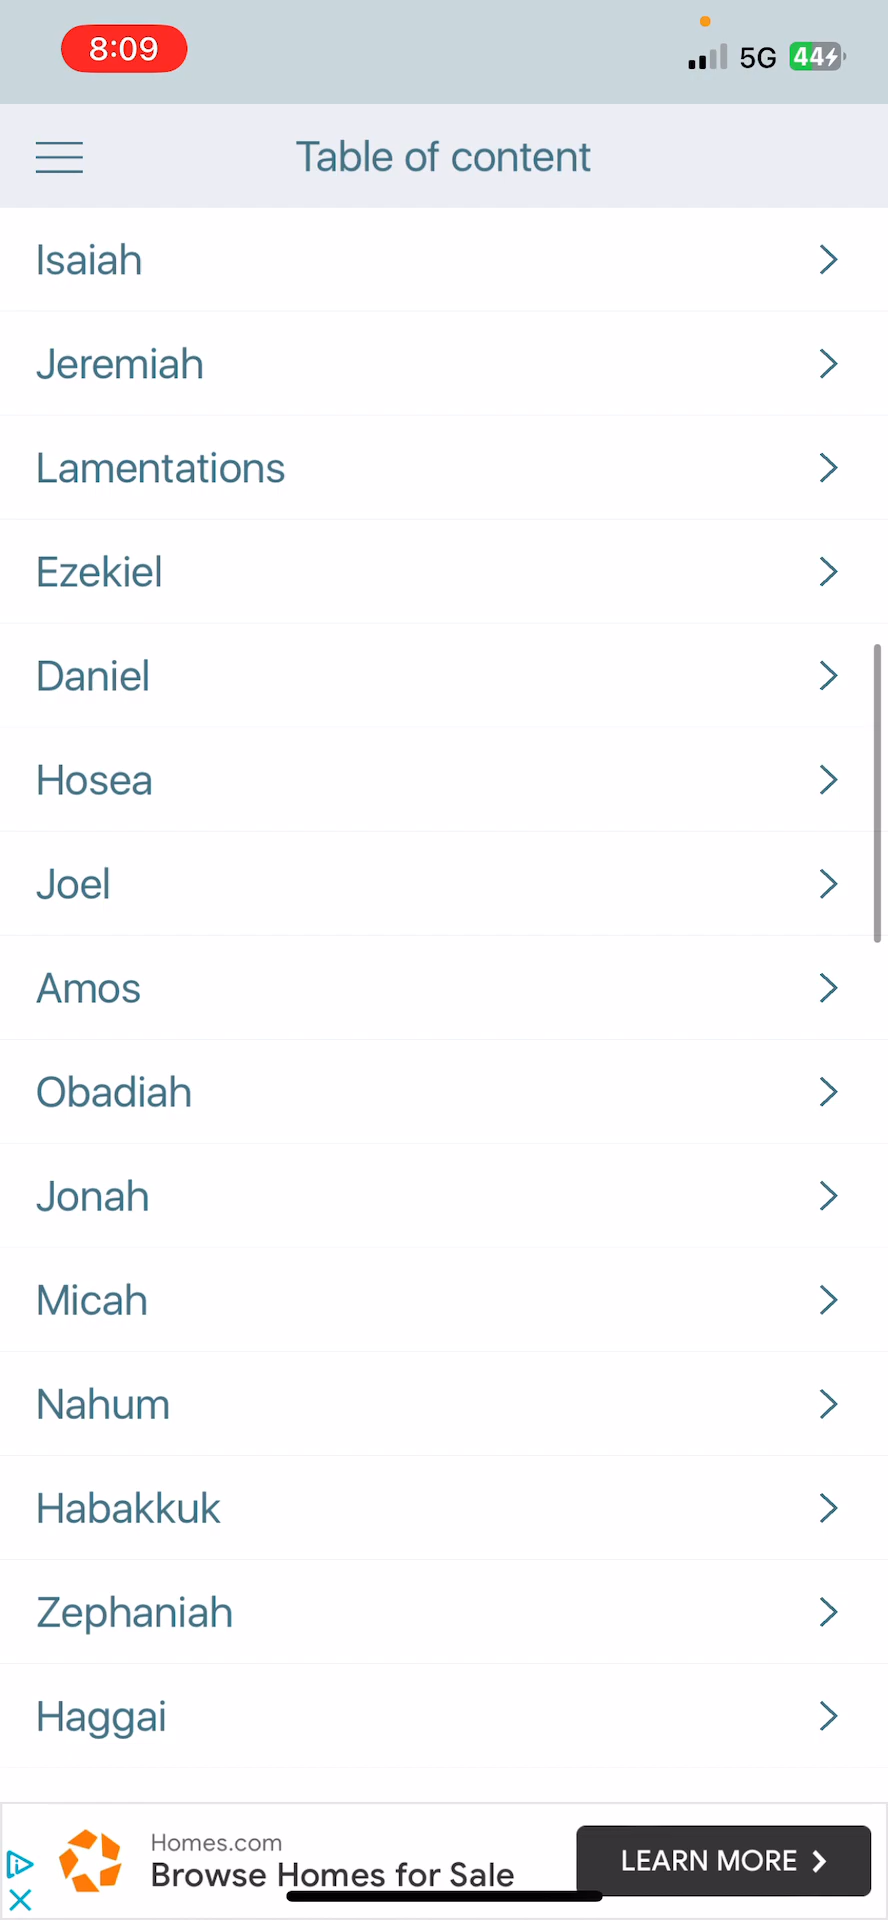 8:09
5G
44
Table of content
Isaiah
Jeremiah
Lamentations
Ezekiel
Daniel
Hosea
Joel
Amos
Obadiah
Jonah
Micah
Nahum
Habakkuk
Zephaniah
Haggai
Homes.com
Browse Homes for Sale
LEARN MORE